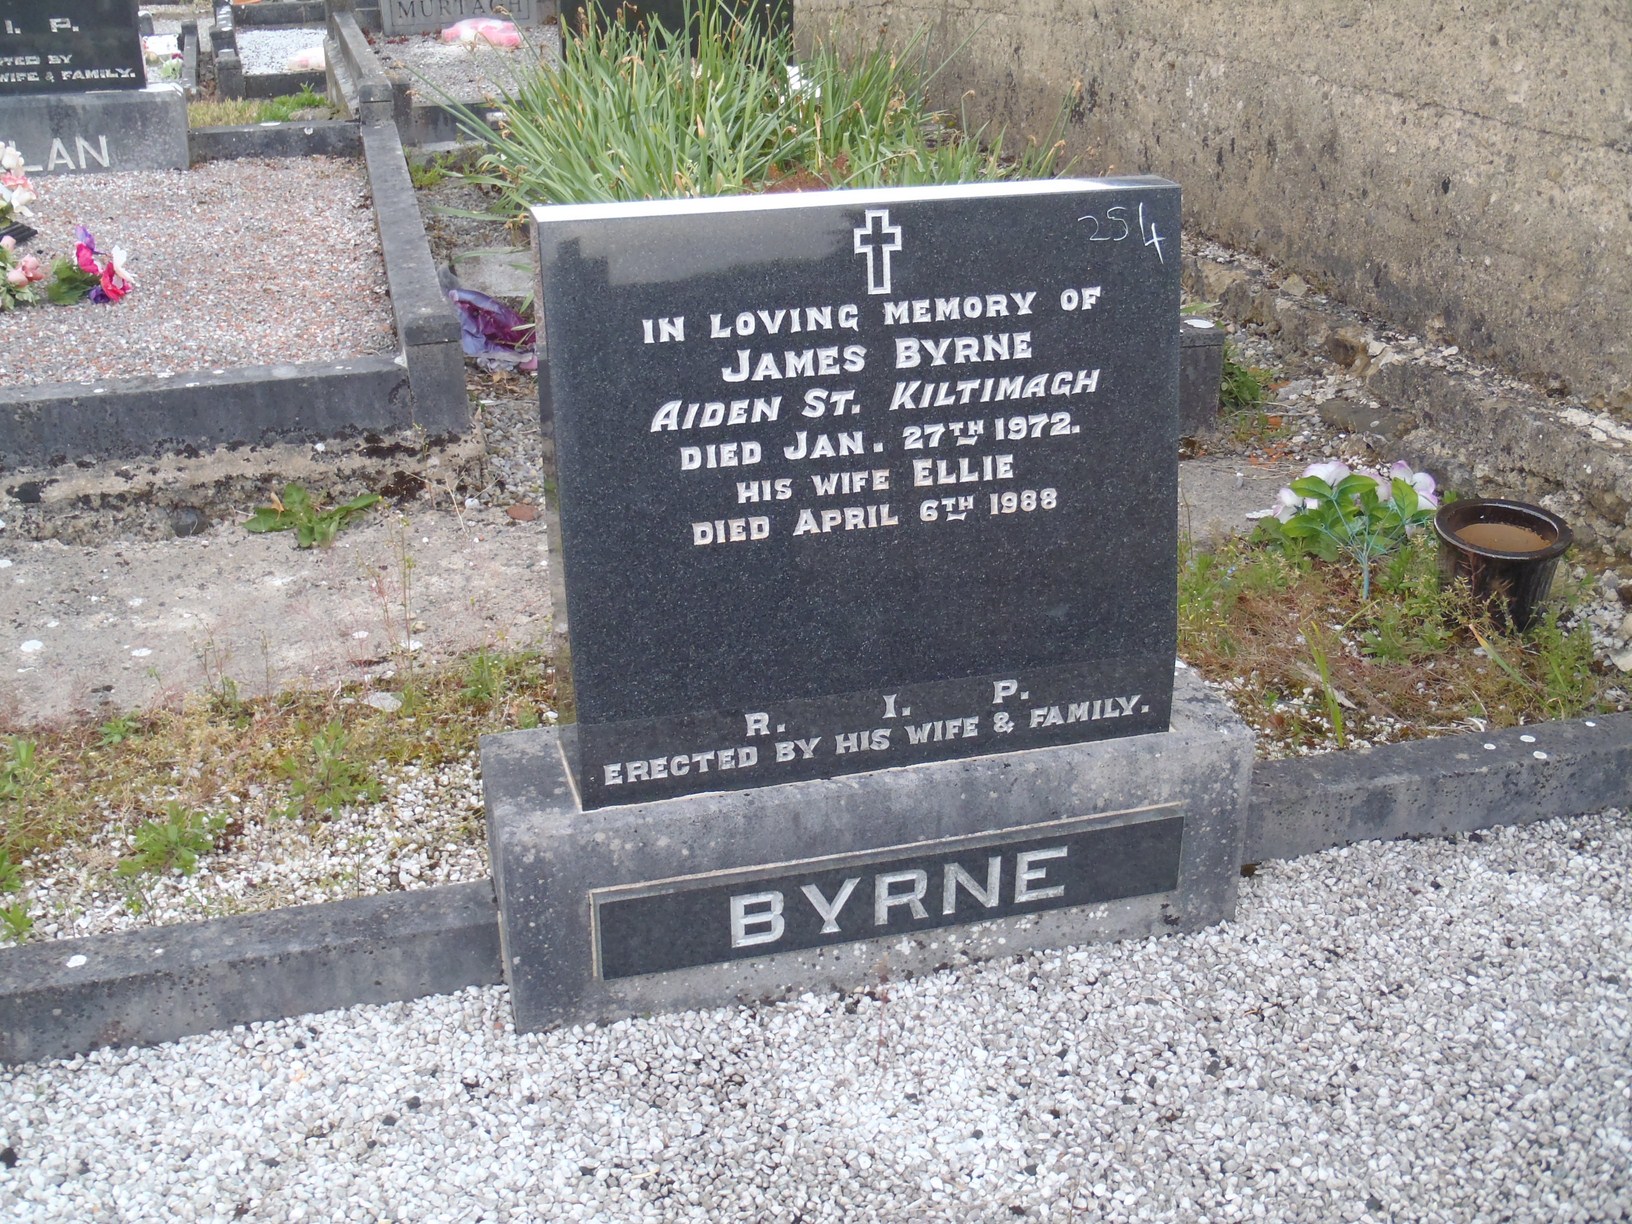 MURTAGH
I. P.
WIFE & FAMILY.
254
IN LOVING MEMORY OF
JAMES BYRNE
AIDEN ST. KILTIMAGH
DIED JAN. 27TH 1972.
HIS WIFE ELLIE
DIED APRIL 6TH 1988
R. I. P.
ERECTED BY HIS WIFE & FAMILY.
BYRNE